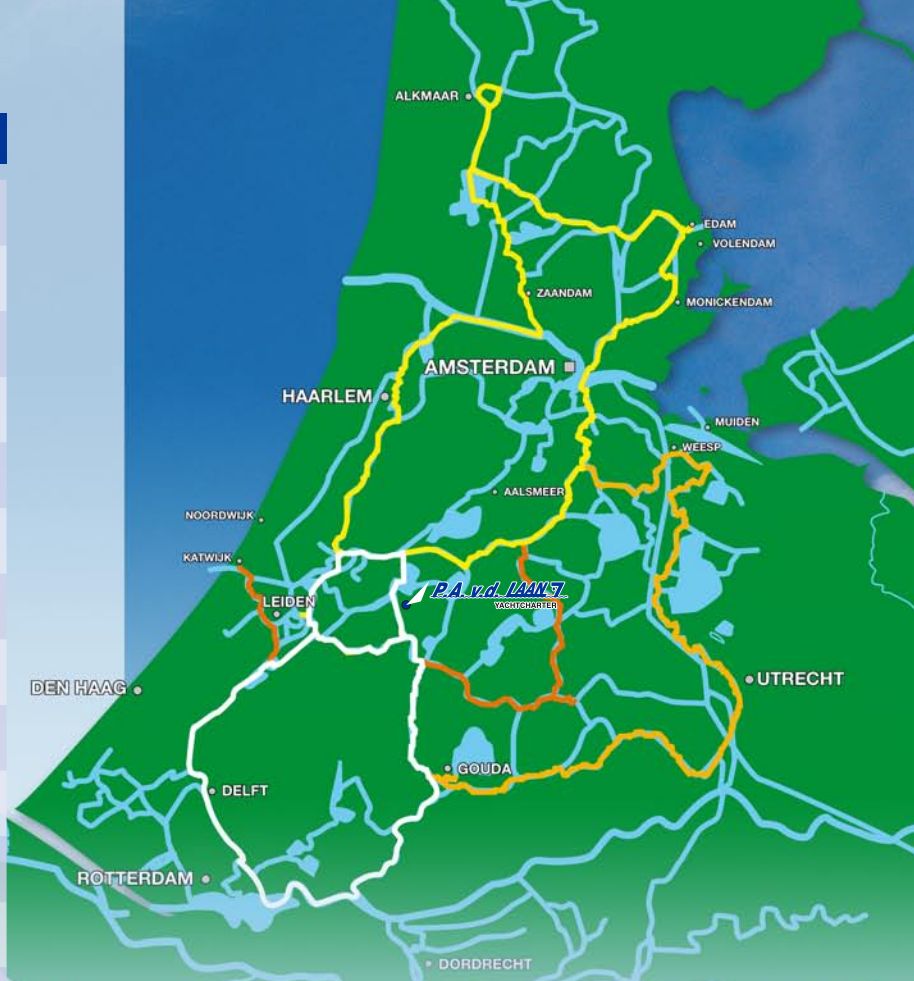 ALKMAAR
EDAM
VOLENDAM
ZAANDAM
MONICKENDAM
AMSTERDAM
HAARLEM
MUIDEN
WEESP
AALSMEER
NOORDWIJK
KATWIJK
P.A. v.d. LAAN
YACHTCHARTER
LEIDEN
DEN HAAG
UTRECHT
GOUDA
DELFT
ROTTERDAM
DORDRECHT